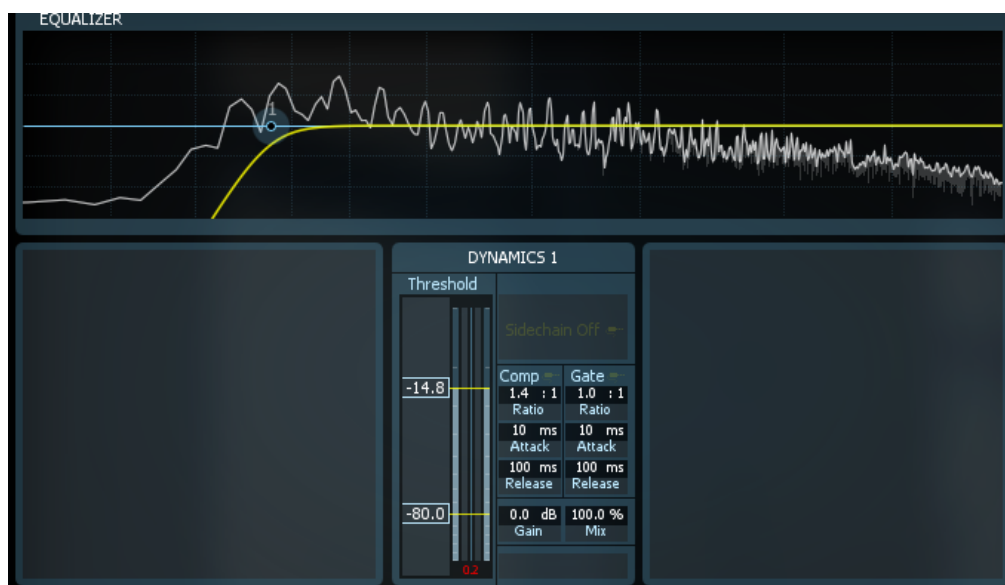 EQUALIZER
1
DYNAMICS 1
Threshold
Sidechain Off
-14.8
Comp Gate
1.4 : 1 1.0 : 1
Ratio Ratio
10 ms 10 ms
Attack Attack
100 ms 100 ms
Release Release
-80.0
0.0 dB 100.0 %
Gain Mix
0.2